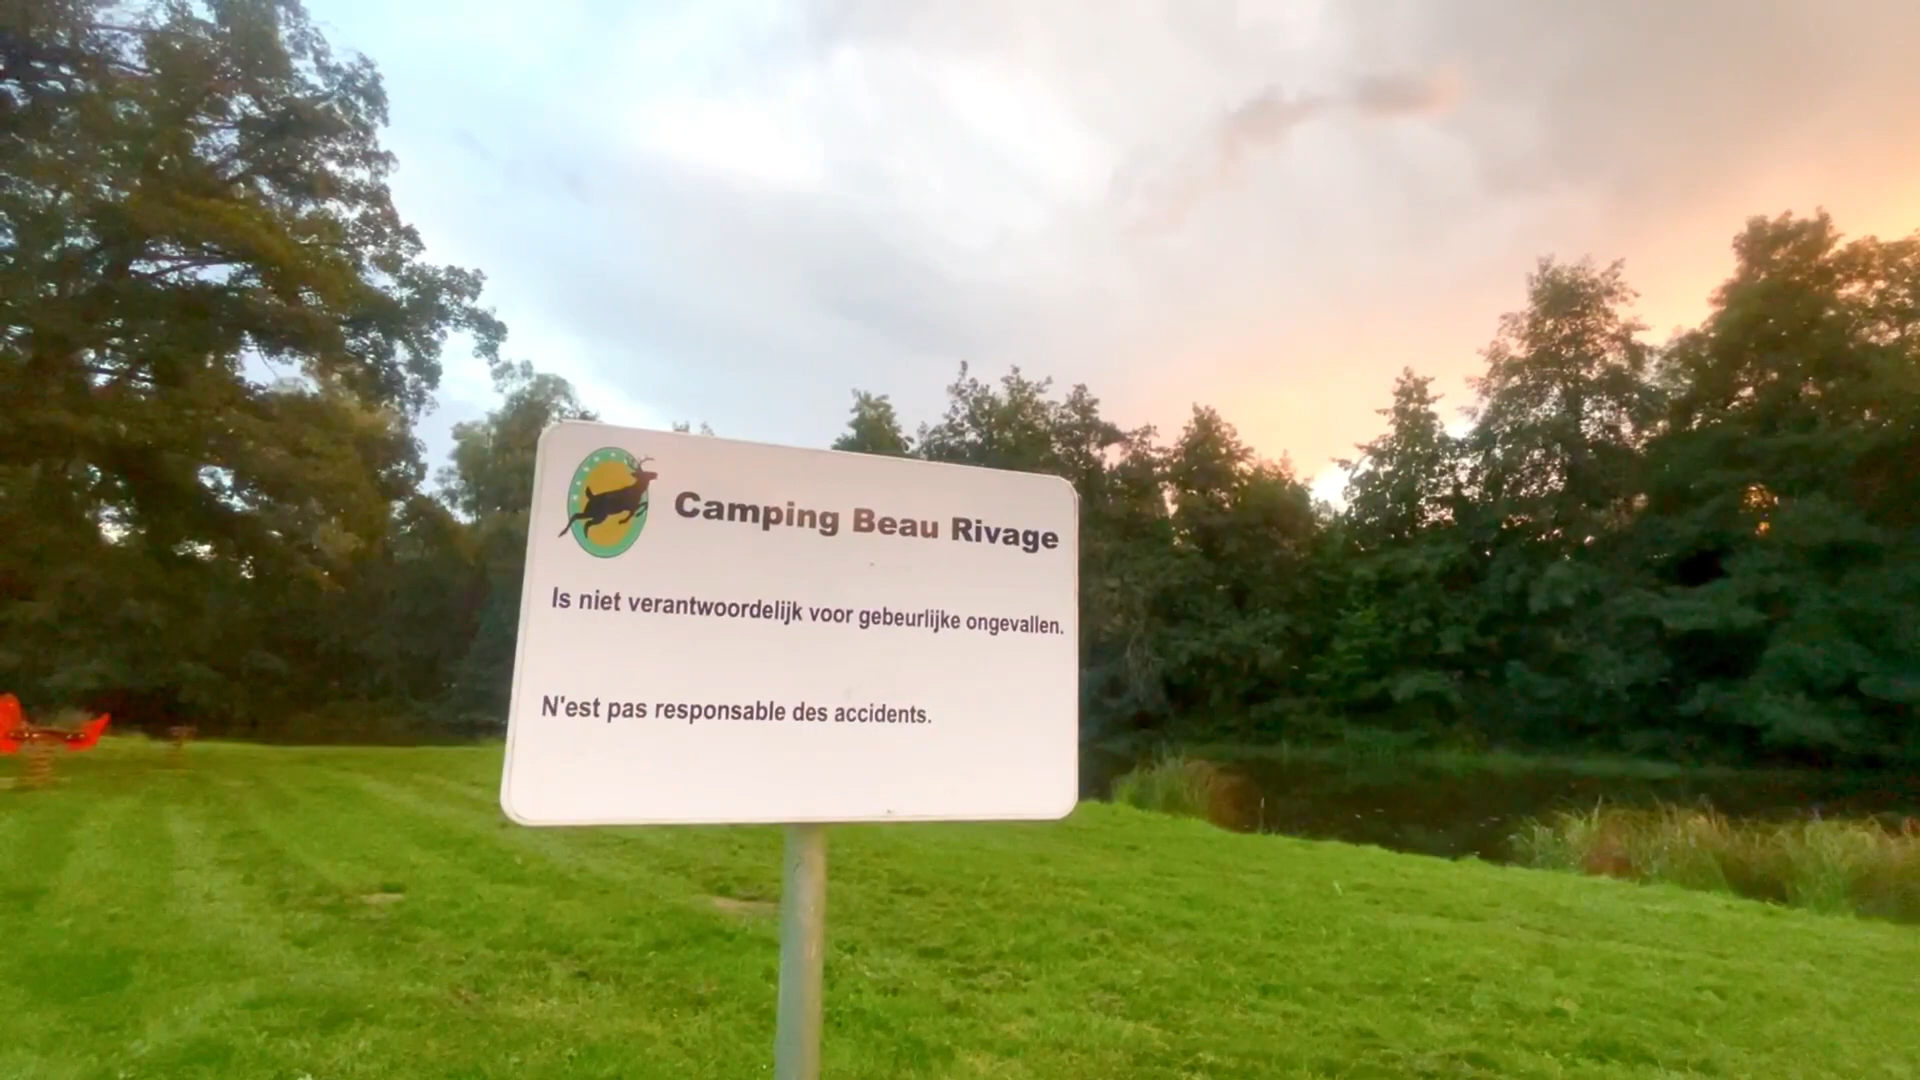 Camping Beau Rivage
Is niet verantwoordelijk voor gebeurlijke ongevallen.
N'est pas responsable des accidents.